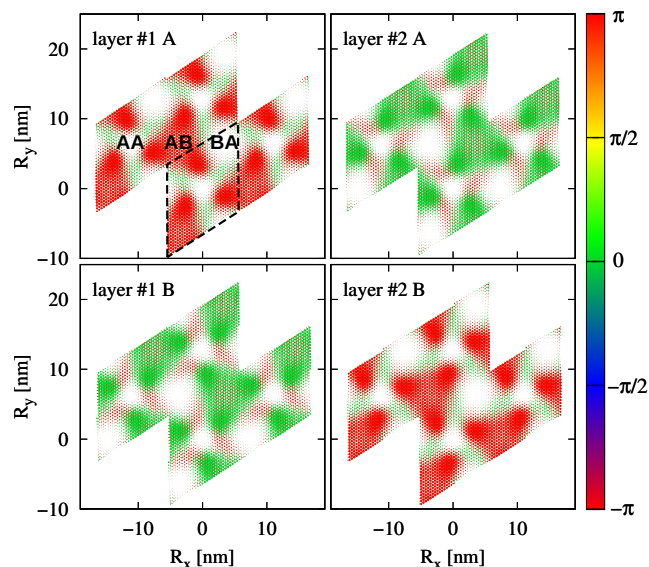 layer #1 A
layer #2 A
π
20
R_y [nm]
10
AA AB BA
π/2
0
−10
0
layer #1 B
layer #2 B
20
R_y [nm]
10
−π/2
0
−10
−π
−10 0 10
−10 0 10
R_x [nm]
R_x [nm]